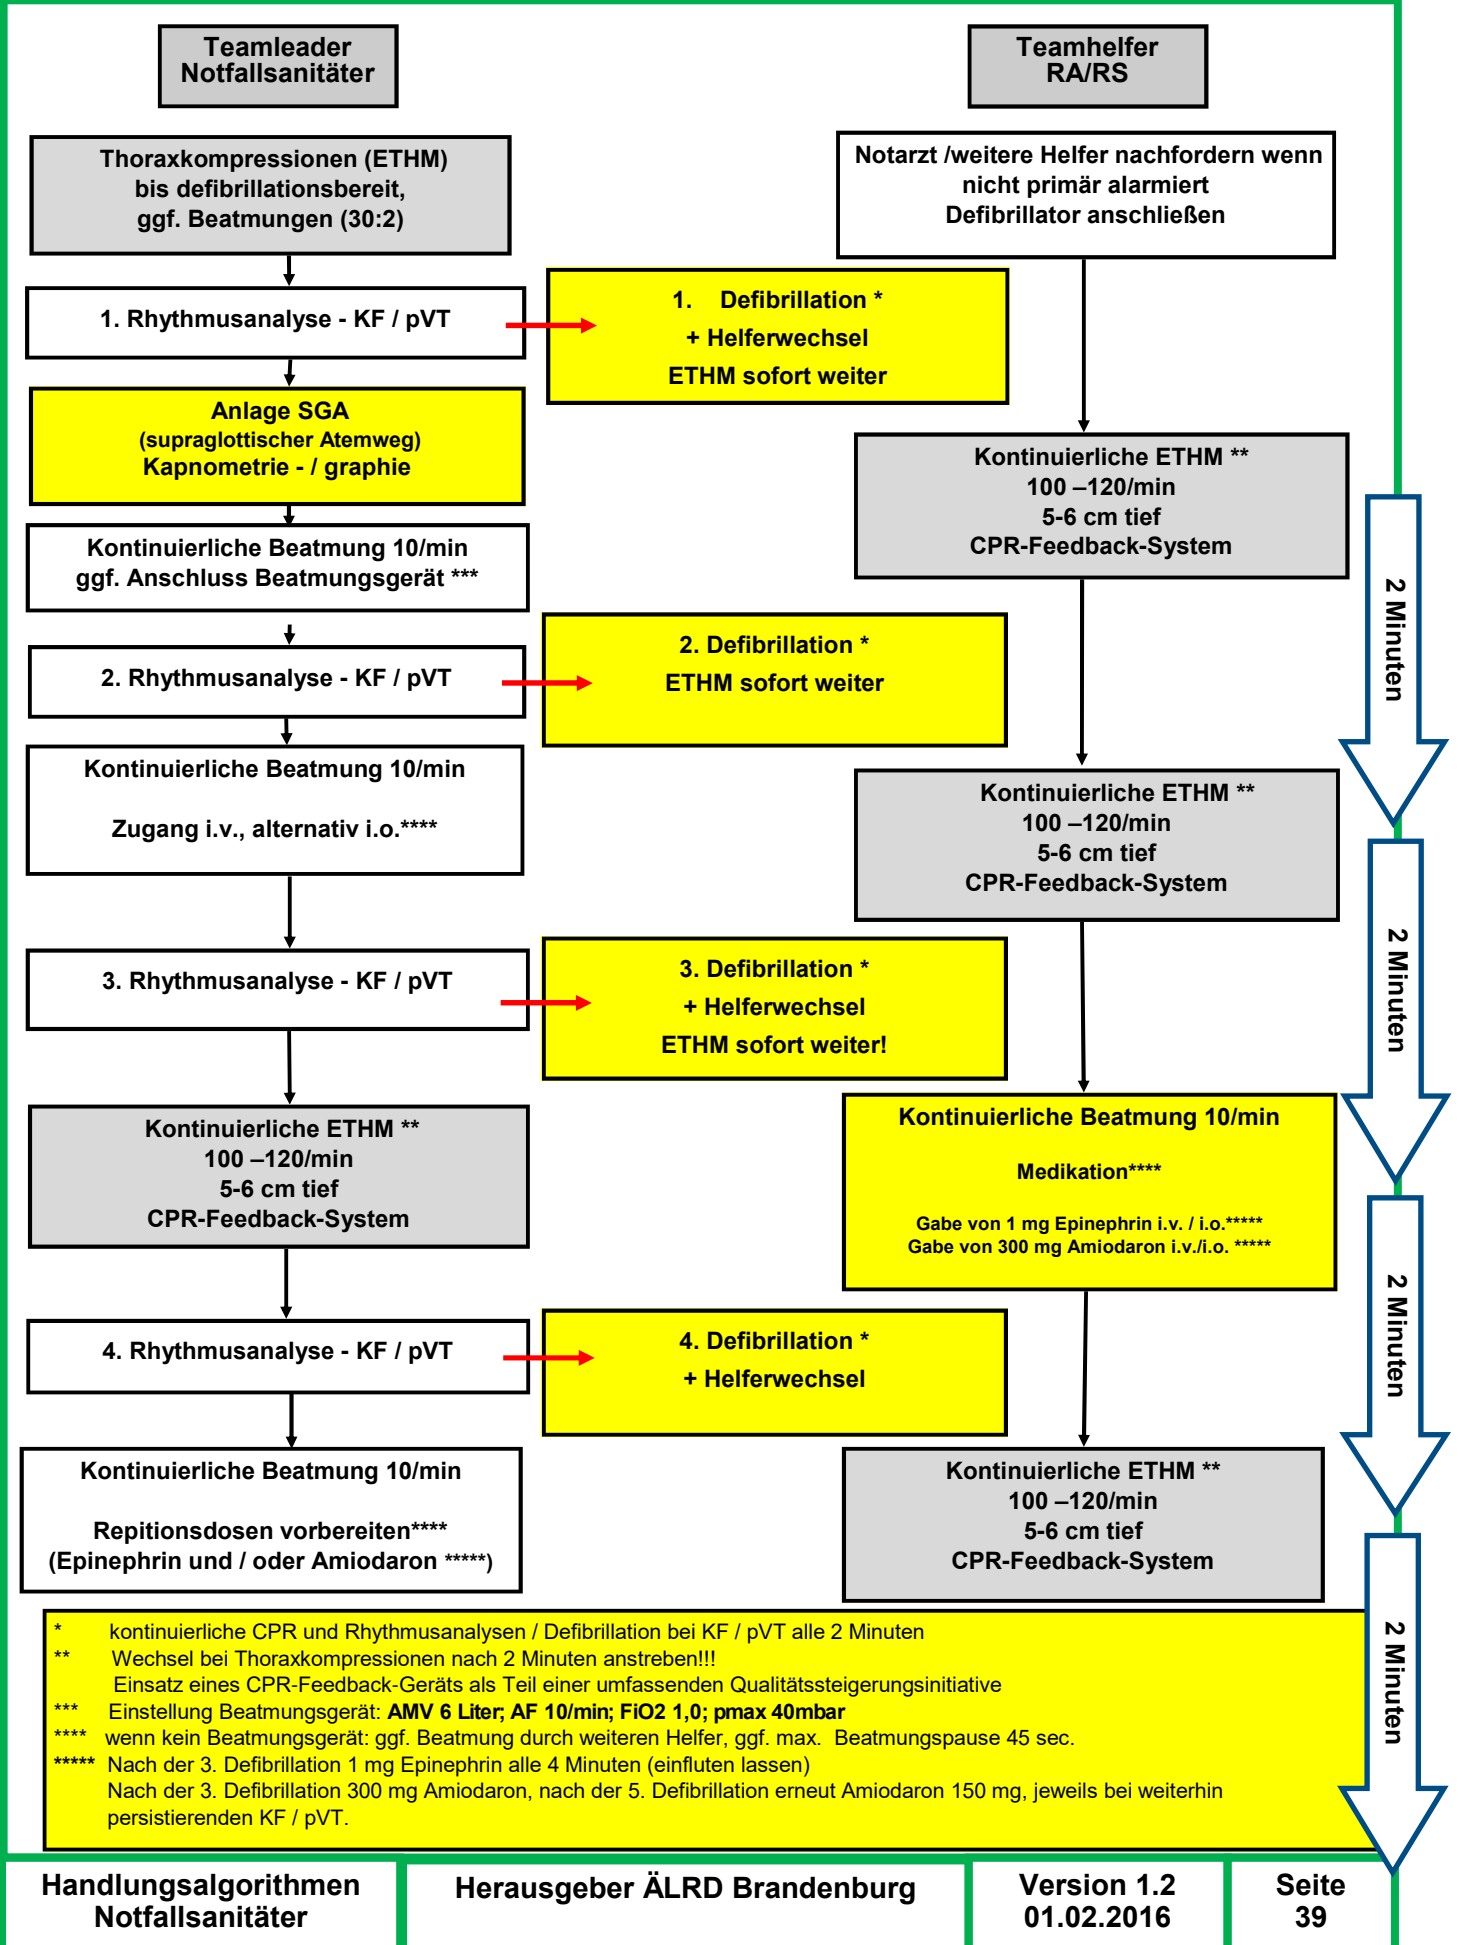 Teamleader
Notfallsanitäter
Teamhelfer
RA/RS
Thoraxkompressionen (ETHM)
bis defibrillationsbereit,
ggf. Beatmungen (30:2)
Notarzt /weitere Helfer nachfordern wenn
nicht primär alarmiert
Defibrillator anschließen
1. Rhythmusanalyse - KF / pVT
1. Defibrillation *
+ Helferwechsel
ETHM sofort weiter
Anlage SGA
(supraglottischer Atemweg)
Kapnometrie - / graphie
Kontinuierliche ETHM **
100 –120/min
5-6 cm tief
CPR-Feedback-System
Kontinuierliche Beatmung 10/min
ggf. Anschluss Beatmungsgerät ***
2 Minuten
2. Rhythmusanalyse - KF / pVT
2. Defibrillation *
ETHM sofort weiter
Kontinuierliche Beatmung 10/min
Zugang i.v., alternativ i.o.****
Kontinuierliche ETHM **
100 –120/min
5-6 cm tief
CPR-Feedback-System
2 Minuten
3. Rhythmusanalyse - KF / pVT
3. Defibrillation *
+ Helferwechsel
ETHM sofort weiter!
Kontinuierliche ETHM **
100 –120/min
5-6 cm tief
CPR-Feedback-System
Kontinuierliche Beatmung 10/min
Medikation****
Gabe von 1 mg Epinephrin i.v. / i.o.*****
Gabe von 300 mg Amiodaron i.v./i.o. *****
2 Minuten
4. Rhythmusanalyse - KF / pVT
4. Defibrillation *
+ Helferwechsel
Kontinuierliche Beatmung 10/min
Repitionsdosen vorbereiten****
(Epinephrin und / oder Amiodaron *****)
Kontinuierliche ETHM **
100 –120/min
5-6 cm tief
CPR-Feedback-System
2 Minuten
* kontinuierliche CPR und Rhythmusanalysen / Defibrillation bei KF / pVT alle 2 Minuten
** Wechsel bei Thoraxkompressionen nach 2 Minuten anstreben!!!
Einsatz eines CPR-Feedback-Geräts als Teil einer umfassenden Qualitätssteigerungsinitiative
*** Einstellung Beatmungsgerät: AMV 6 Liter; AF 10/min; FiO2 1,0; pmax 40mbar
**** wenn kein Beatmungsgerät: ggf. Beatmung durch weiteren Helfer, ggf. max. Beatmungspause 45 sec.
***** Nach der 3. Defibrillation 1 mg Epinephrin alle 4 Minuten (einfluten lassen)
Nach der 3. Defibrillation 300 mg Amiodaron, nach der 5. Defibrillation erneut Amiodaron 150 mg, jeweils bei weiterhin
persistierenden KF / pVT.
Handlungsalgorithmen
Notfallsanitäter
Herausgeber ÄLRD Brandenburg
Version 1.2
01.02.2016
Seite
39